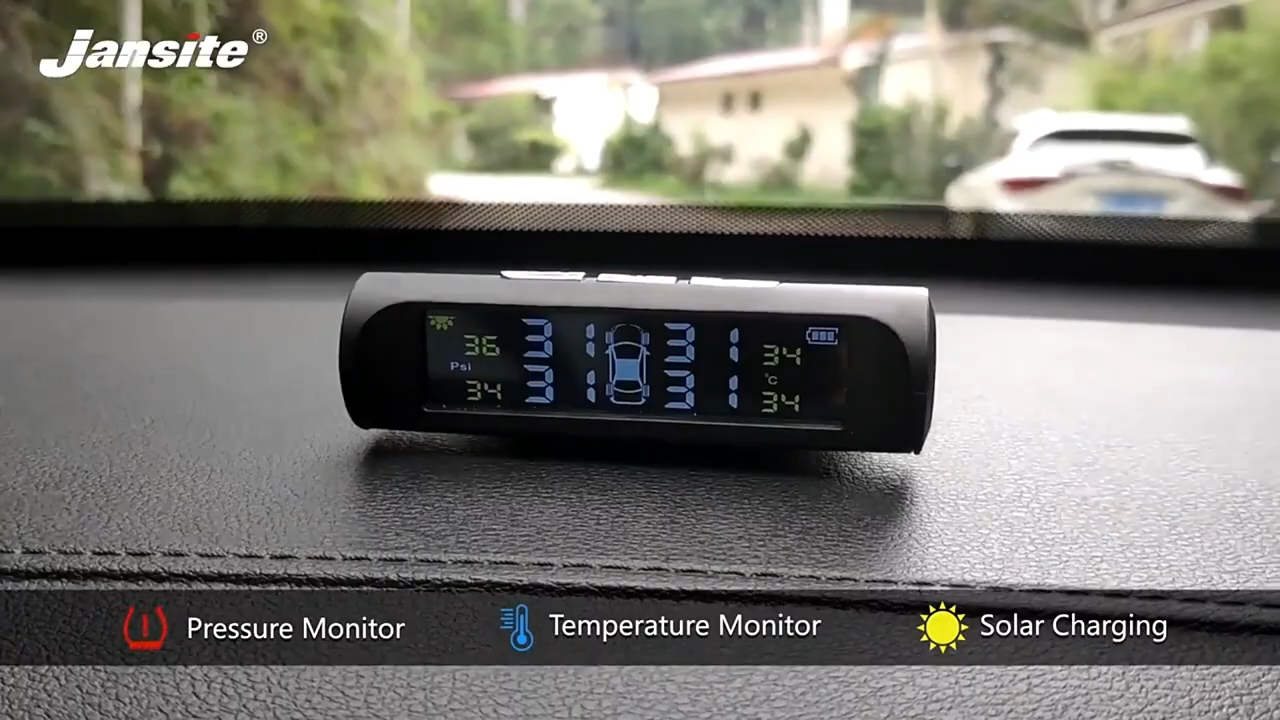 Jansite®
36 31 31 34
Psi °C
34 31 31 34
Pressure Monitor Temperature Monitor Solar Charging